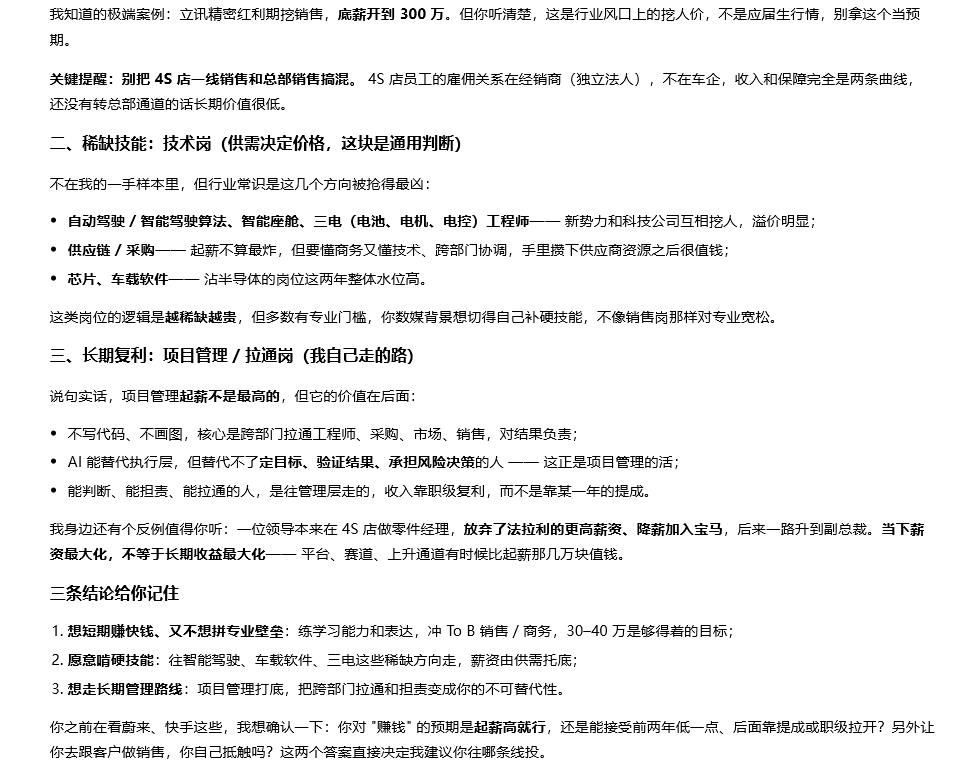 我知道的极端案例：立讯精密红利期挖销售，底薪开到 300 万。但你听清楚，这是行业风口上的挖人价，不是应届生行情，别拿这个当预
期。
关键提醒：别把 4S 店一线销售和总部销售搞混。 4S 店员工的雇佣关系在经销商（独立法人），不在车企，收入和保障完全是两条曲线，
还没有转总部通道的话长期价值很低。
二、稀缺技能：技术岗（供需决定价格，这块是通用判断）
不在我的一手样本里，但行业常识是这几个方向被抢得最凶：
• 自动驾驶 / 智能驾驶算法、智能座舱、三电（电池、电机、电控）工程师—— 新势力和科技公司互相挖人，溢价明显；
• 供应链 / 采购—— 起薪不算最炸，但要懂商务又懂技术、跨部门协调，手里攒下供应商资源之后很值钱；
• 芯片、车载软件—— 沾半导体的岗位这两年整体水位高。
这类岗位的逻辑是越稀缺越贵，但多数有专业门槛，你数媒背景想切得自己补硬技能，不像销售岗那样对专业宽松。
三、长期复利：项目管理 / 拉通岗（我自己走的路）
说句实话，项目管理起薪不是最高的，但它的价值在后面：
• 不写代码、不画图，核心是跨部门拉通工程师、采购、市场、销售，对结果负责；
• AI 能替代执行层，但替代不了定目标、验证结果、承担风险决策的人 —— 这正是项目管理的活；
• 能判断、能担责、能拉通的人，是往管理层走的，收入靠职级复利，而不是靠某一年的提成。
我身边还有个反例值得你听：一位领导本来在 4S 店做零件经理，放弃了法拉利的更高薪资、降薪加入宝马，后来一路升到副总裁。当下薪
资最大化，不等于长期收益最大化—— 平台、赛道、上升通道有时候比起薪那几万块值钱。
三条结论给你记住
1. 想短期赚快钱、又不想拼专业壁垒：练学习能力和表达，冲 To B 销售 / 商务，30–40 万是够得着的目标；
2. 愿意啃硬技能：往智能驾驶、车载软件、三电这些稀缺方向走，薪资由供需托底；
3. 想走长期管理路线：项目管理打底，把跨部门拉通和担责变成你的不可替代性。
你之前在看蔚来、快手这些，我想确认一下：你对 "赚钱" 的预期是起薪高就行，还是能接受前两年低一点、后面靠提成或职级拉开？另外让
你去跟客户做销售，你自己抵触吗？这两个答案直接决定我建议你往哪条线投。